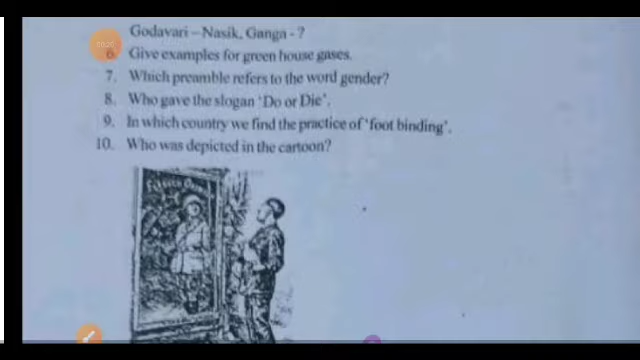 Godavari – Nasik, Ganga - ?
6. Give examples for green house gases.
7. Which preamble refers to the word gender?
8. Who gave the slogan 'Do or Die'.
9. In which country we find the practice of 'foot binding'.
10. Who was depicted in the cartoon?